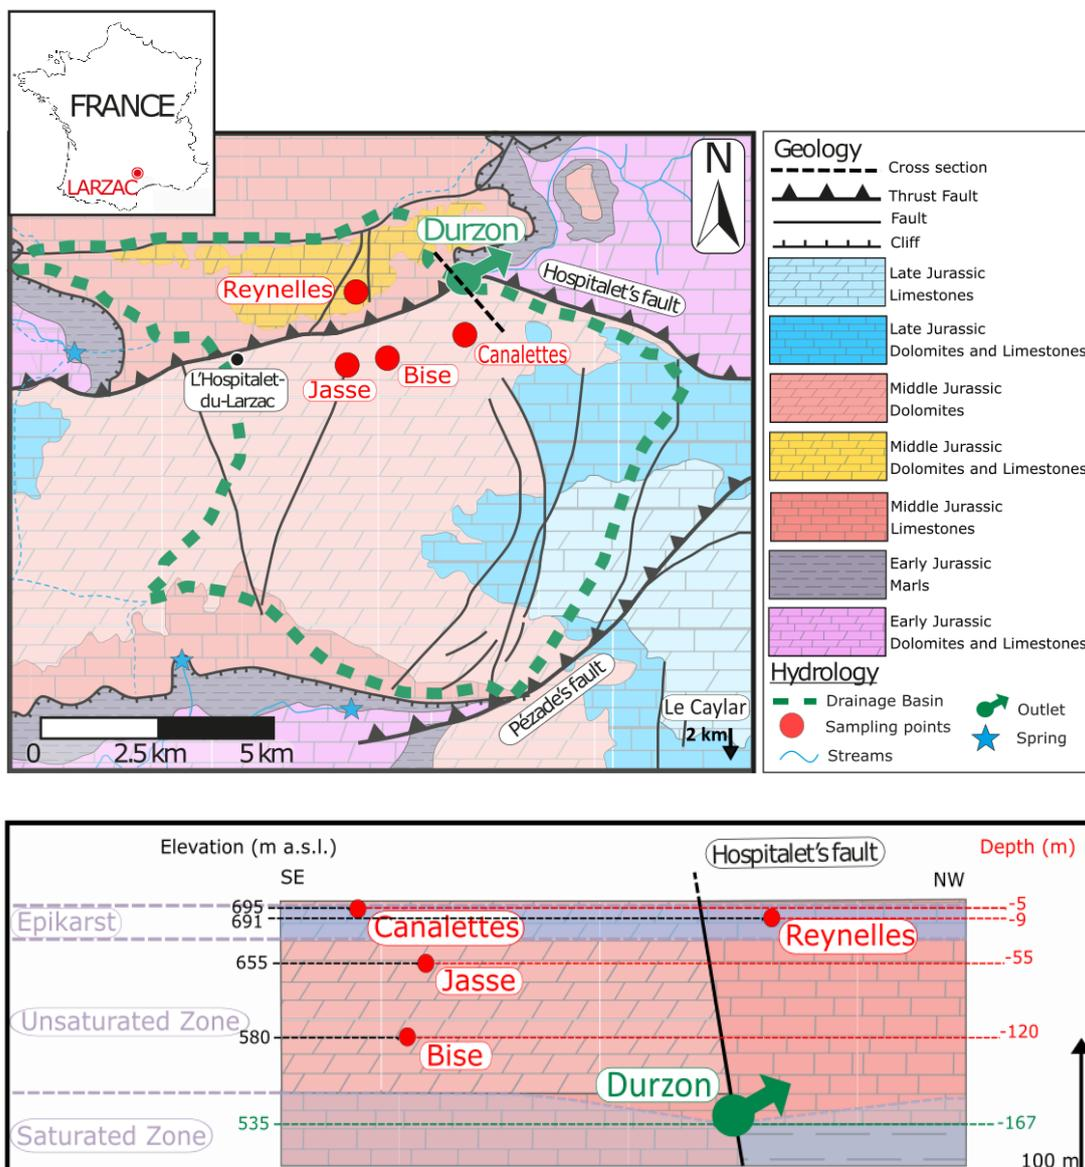 FRANCE
LARZAC
N
Durzon
Hospitalet's fault
Reynelles
Canalettes
Bise
Jasse
L'Hospitalet-
du-Larzac
Pézade's fault
Le Caylar
2 km
0
2.5 km
5 km
Geology
Cross section
Thrust Fault
Fault
Cliff
Late Jurassic
Limestones
Late Jurassic
Dolomites and Limestones
Middle Jurassic
Dolomites
Middle Jurassic
Dolomites and Limestones
Middle Jurassic
Limestones
Early Jurassic
Marls
Early Jurassic
Dolomites and Limestones
Hydrology
Drainage Basin
Outlet
Sampling points
Spring
Streams
Elevation (m a.s.l.)
Hospitalet's fault
Depth (m)
SE
NW
695
-5
Epikarst
691
-9
Canalettes
Reynelles
655
-55
Jasse
Unsaturated Zone
580
-120
Bise
Durzon
535
-167
Saturated Zone
100 m